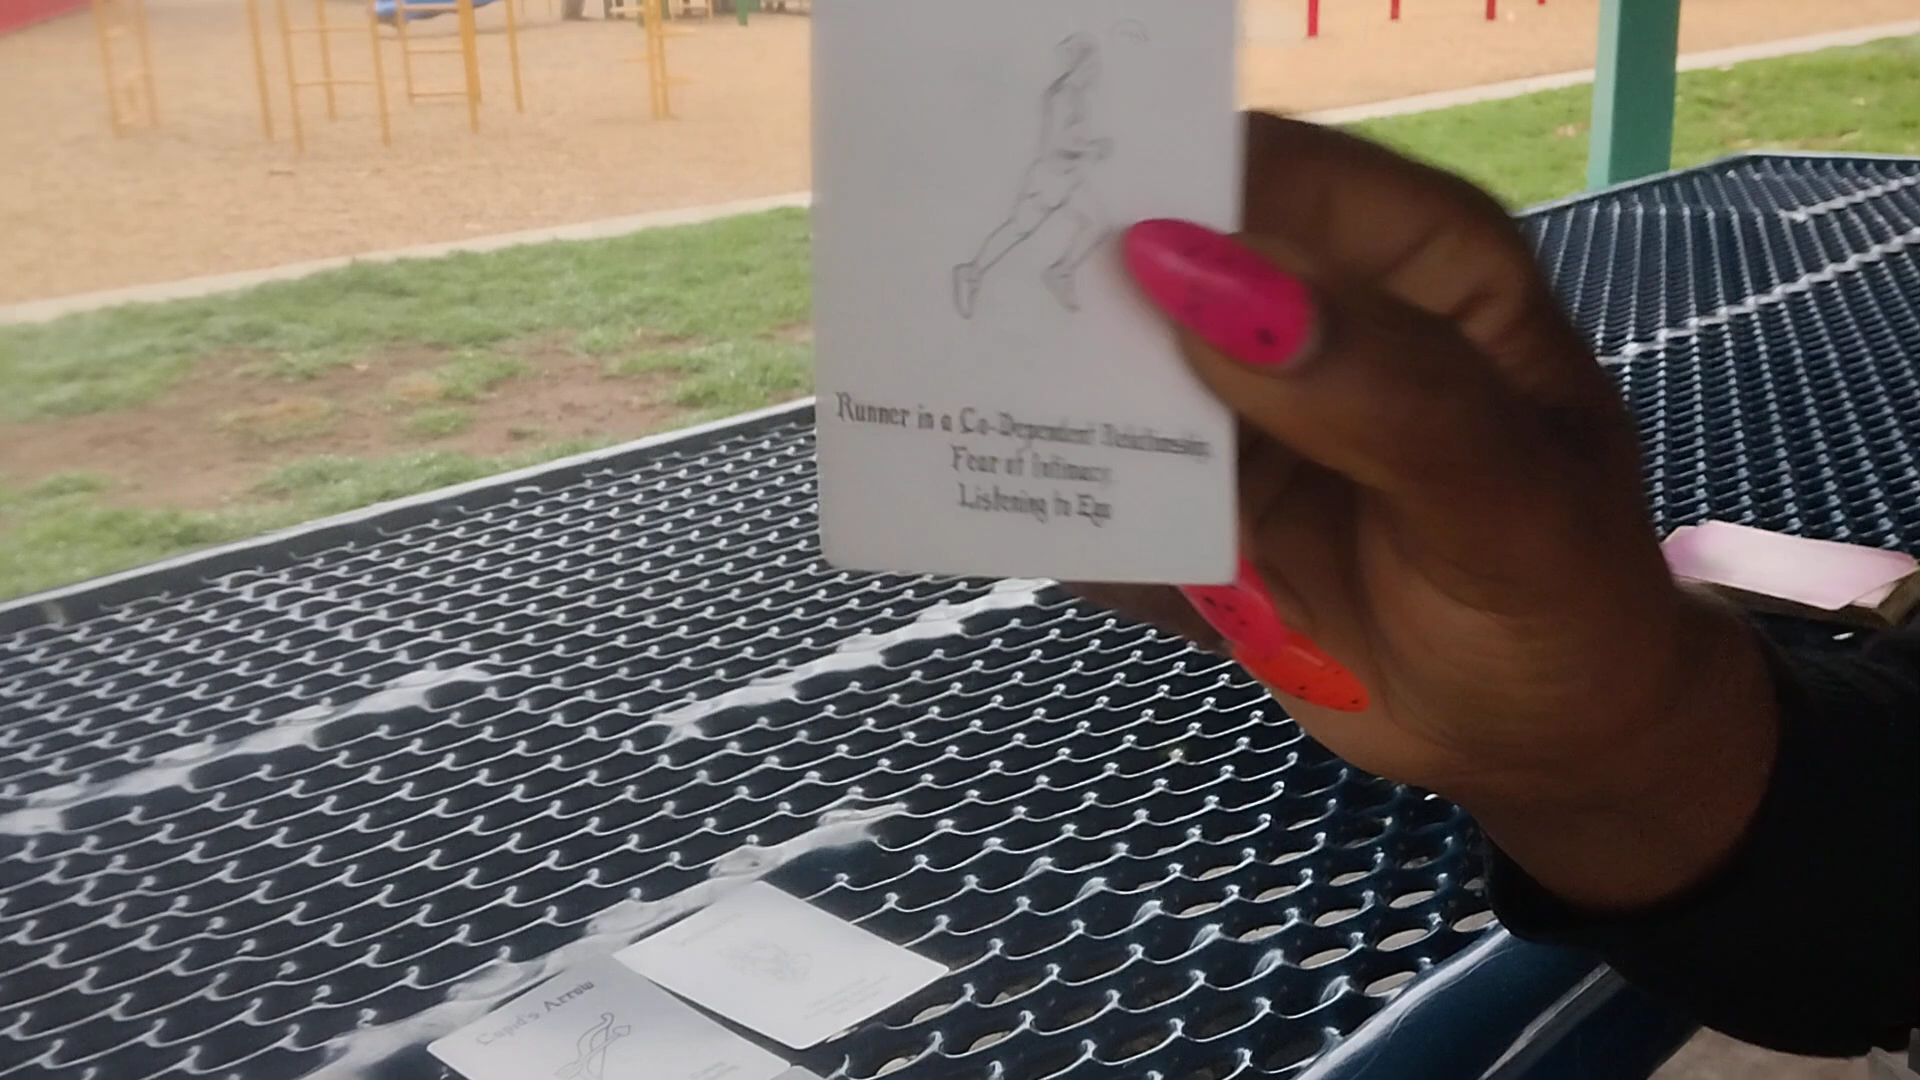 Runner in a Co-Dependent Relationship
Fear of Intimacy
Listening to Ego
Cupid's Arrow